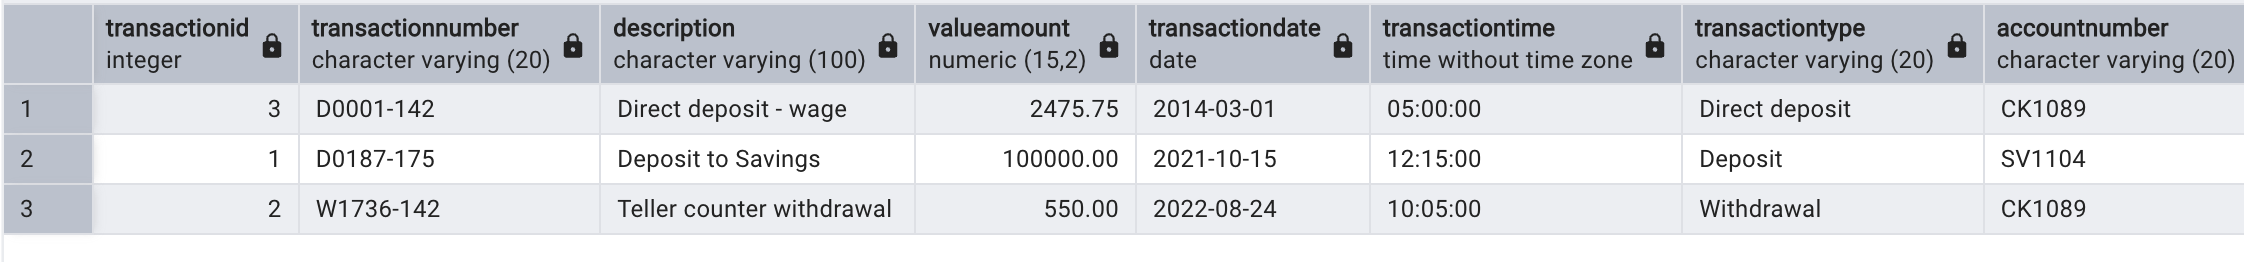 transactionid transactionnumber description valueamount transactiondate transactiontime transactiontype accountnumber
integer character varying (20) character varying (100) numeric (15,2) date time without time zone character varying (20) character varying (20)
1 3 D0001-142 Direct deposit - wage 2475.75 2014-03-01 05:00:00 Direct deposit CK1089
2 1 D0187-175 Deposit to Savings 100000.00 2021-10-15 12:15:00 Deposit SV1104
3 2 W1736-142 Teller counter withdrawal 550.00 2022-08-24 10:05:00 Withdrawal CK1089